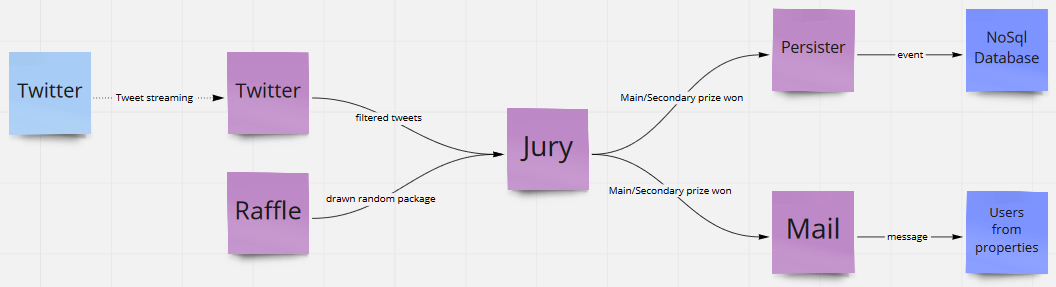 Twitter
Tweet streaming
Twitter
filtered tweets
Raffle
drawn random package
Jury
Main/Secondary prize won
Persister
event
NoSql
Database
Main/Secondary prize won
Mail
message
Users
from
properties